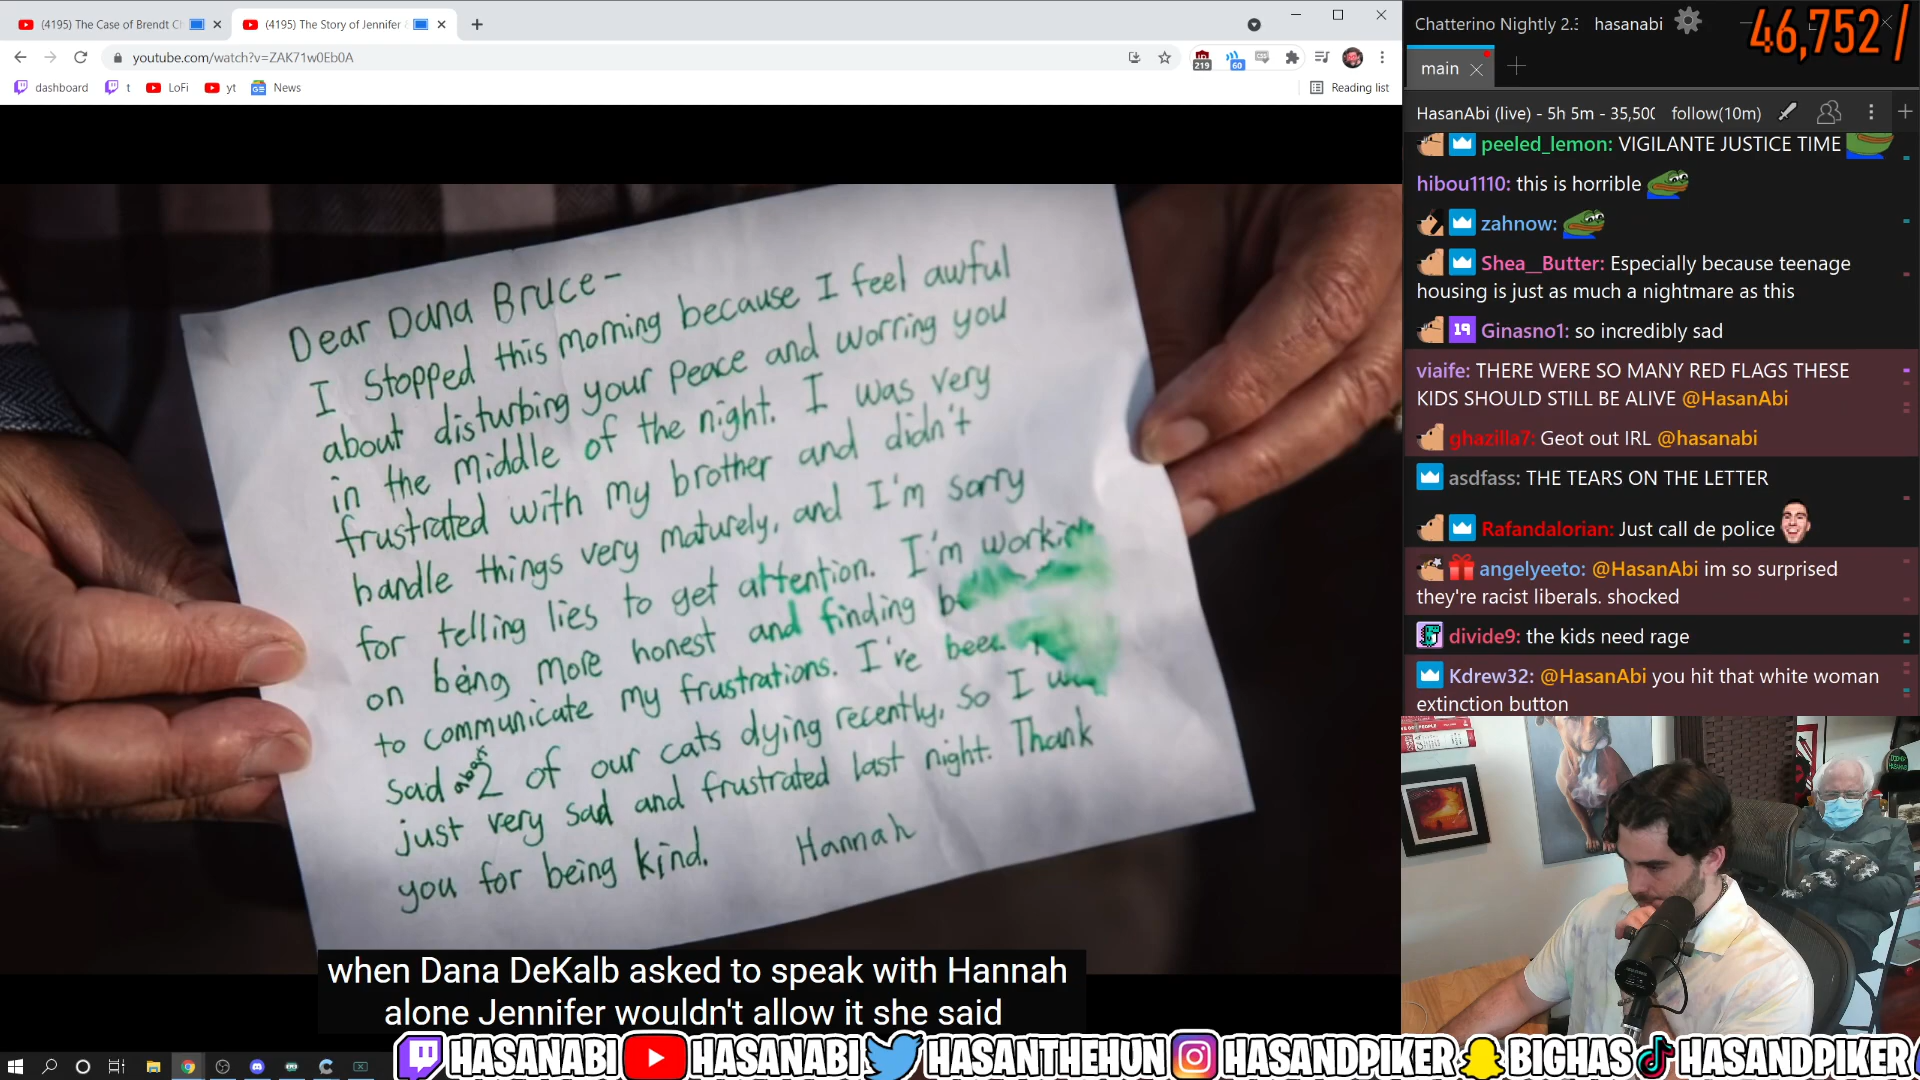 (4195) The Case of Brendt C
(4195) The Story of Jennifer
youtube.com/watch?v=ZAK71w0Eb0A
219
60
dashboard
t
LoFi
yt
News
Reading list
Dear Dana Bruce-
I stopped this morning because I feel awful
about disturbing your peace and worring you
in the middle of the night. I was very
frustrated with my brother and didn't
handle things very maturely, and I'm sorry
for telling lies to get attention. I'm workin
on being more honest and finding b
to communicate my frustrations. I've been
sad about 2 of our cats dying recently, so I was
just very sad and frustrated last night. Thank
you for being kind. Hannah
when Dana DeKalb asked to speak with Hannah
alone Jennifer wouldn't allow it she said
Chatterino Nightly 2.
hasanabi
46,752 /
main
HasanAbi (live) - 5h 5m - 35,500
follow(10m)
peeled_lemon: VIGILANTE JUSTICE TIME
hibou1110: this is horrible
zahnow:
Shea__Butter: Especially because teenage
housing is just as much a nightmare as this
19 Ginasno1: so incredibly sad
viaife: THERE WERE SO MANY RED FLAGS THESE
KIDS SHOULD STILL BE ALIVE @HasanAbi
ghazilla7: Geot out IRL @hasanabi
asdfass: THE TEARS ON THE LETTER
Rafandalorian: Just call de police
angelyeeto: @HasanAbi im so surprised
they're racist liberals. shocked
divide9: the kids need rage
Kdrew32: @HasanAbi you hit that white woman
extinction button
HASANABI HASANABI HASANTHEHUN HASANDPIKER BIGHAS HASANDPIKER